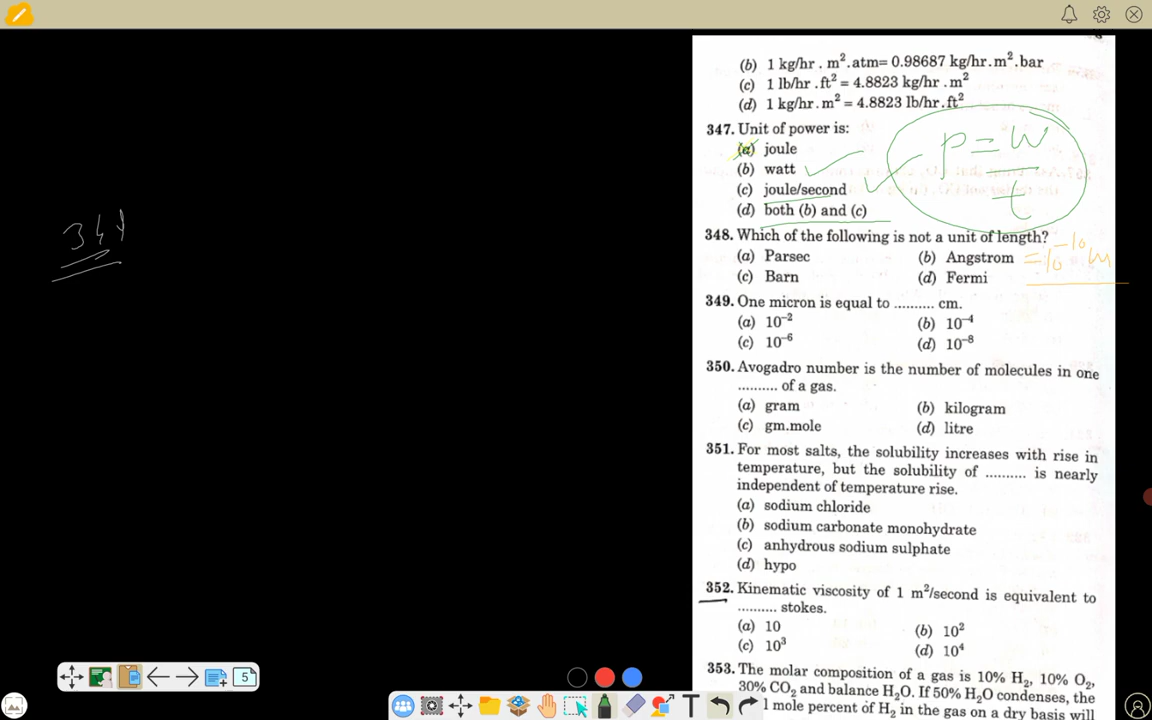 (b) 1 kg/hr . m².atm= 0.98687 kg/hr.m².bar
(c) 1 lb/hr .ft² = 4.8823 kg/hr .m²
(d) 1 kg/hr.m² = 4.8823 lb/hr.ft²
347. Unit of power is:
(a) joule
(b) watt
(c) joule/second
(d) both (b) and (c)
P = W
t
344
348. Which of the following is not a unit of length?
(a) Parsec (b) Angstrom = 10⁻¹⁰ m
(c) Barn (d) Fermi
349. One micron is equal to .......... cm.
(a) 10⁻² (b) 10⁻⁴
(c) 10⁻⁶ (d) 10⁻⁸
350. Avogadro number is the number of molecules in one
.......... of a gas.
(a) gram (b) kilogram
(c) gm.mole (d) litre
351. For most salts, the solubility increases with rise in
temperature, but the solubility of .......... is nearly
independent of temperature rise.
(a) sodium chloride
(b) sodium carbonate monohydrate
(c) anhydrous sodium sulphate
(d) hypo
352. Kinematic viscosity of 1 m²/second is equivalent to
.......... stokes.
(a) 10 (b) 10²
(c) 10³ (d) 10⁴
353. The molar composition of a gas is 10% H₂, 10% O₂,
30% CO₂ and balance H₂O. If 50% H₂O condenses, the
l mole percent of H₂ in the gas on a dry basis will
5
T